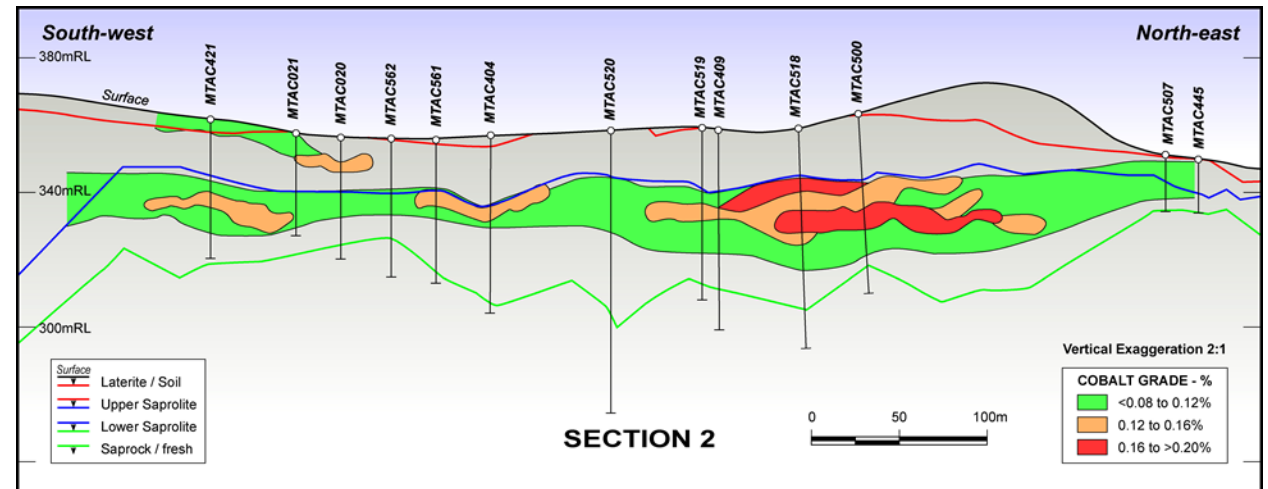 South-west
North-east
380mRL
Surface
MTAC421
MTAC021
MTAC020
MTAC562
MTAC561
MTAC404
MTAC520
MTAC519
MTAC409
MTAC518
MTAC500
MTAC507
MTAC445
340mRL
300mRL
Surface
Laterite / Soil
Upper Saprolite
Lower Saprolite
Saprock / fresh
SECTION 2
0 50 100m
Vertical Exaggeration 2:1
COBALT GRADE - %
<0.08 to 0.12%
0.12 to 0.16%
0.16 to >0.20%